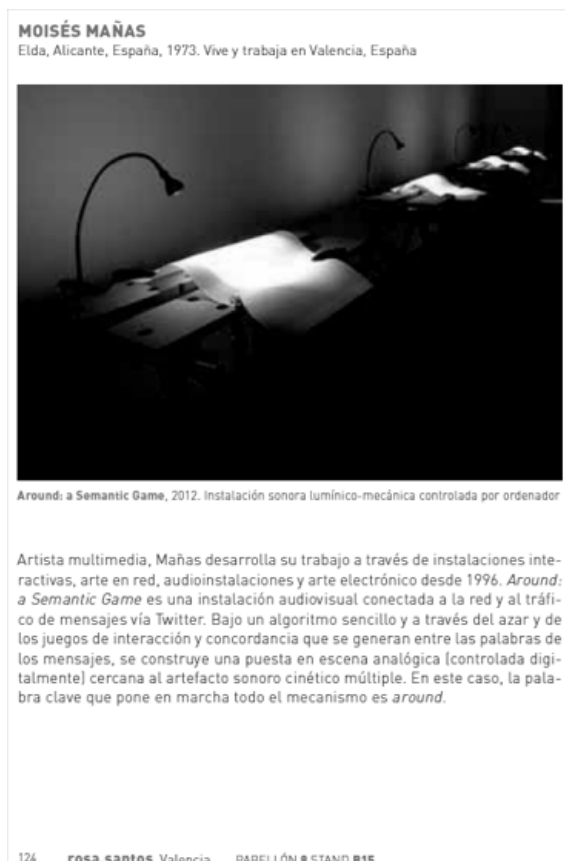 MOISÉS MAÑAS
Elda, Alicante, España, 1973. Vive y trabaja en Valencia, España
Around: a Semantic Game, 2012. Instalación sonora lumínico-mecánica controlada por ordenador
Artista multimedia, Mañas desarrolla su trabajo a través de instalaciones inte-
ractivas, arte en red, audioinstalaciones y arte electrónico desde 1996. Around:
a Semantic Game es una instalación audiovisual conectada a la red y al tráfi-
co de mensajes vía Twitter. Bajo un algoritmo sencillo y a través del azar y de
los juegos de interacción y concordancia que se generan entre las palabras de
los mensajes, se construye una puesta en escena analógica (controlada digi-
talmente) cercana al artefacto sonoro cinético múltiple. En este caso, la pala-
bra clave que pone en marcha todo el mecanismo es around.
124 rosa santos Valencia PABELLÓN 8 STAND B15